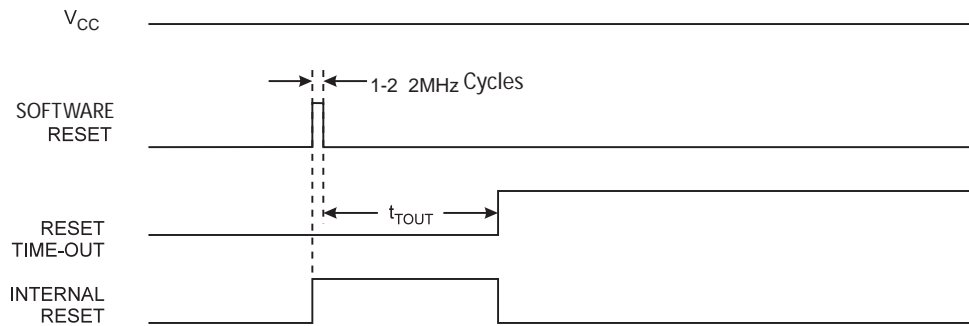 VCC
1-2 2MHz Cycles
SOFTWARE
RESET
tTOUT
RESET
TIME-OUT
INTERNAL
RESET